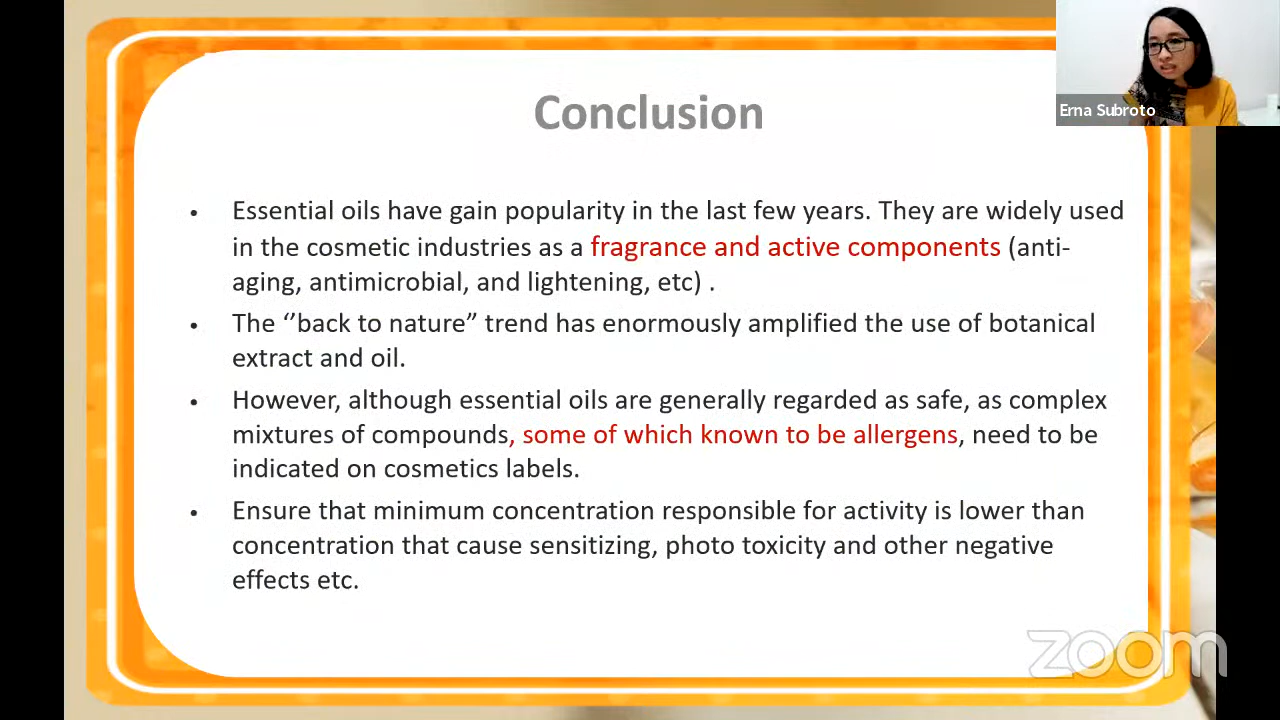 Conclusion
Erna Subroto
• Essential oils have gain popularity in the last few years. They are widely used
in the cosmetic industries as a fragrance and active components (anti-
aging, antimicrobial, and lightening, etc) .
• The ‘’back to nature” trend has enormously amplified the use of botanical
extract and oil.
• However, although essential oils are generally regarded as safe, as complex
mixtures of compounds, some of which known to be allergens, need to be
indicated on cosmetics labels.
• Ensure that minimum concentration responsible for activity is lower than
concentration that cause sensitizing, photo toxicity and other negative
effects etc.
zoom